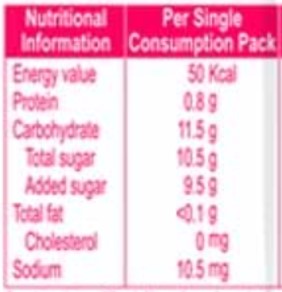 Nutritional Information Per Single Consumption Pack
Energy value 50 Kcal
Protein 0.8 g
Carbohydrate 11.5 g
Total sugar 10.5 g
Added sugar 9.5 g
Total fat <0.1 g
Cholesterol 0 mg
Sodium 10.5 mg